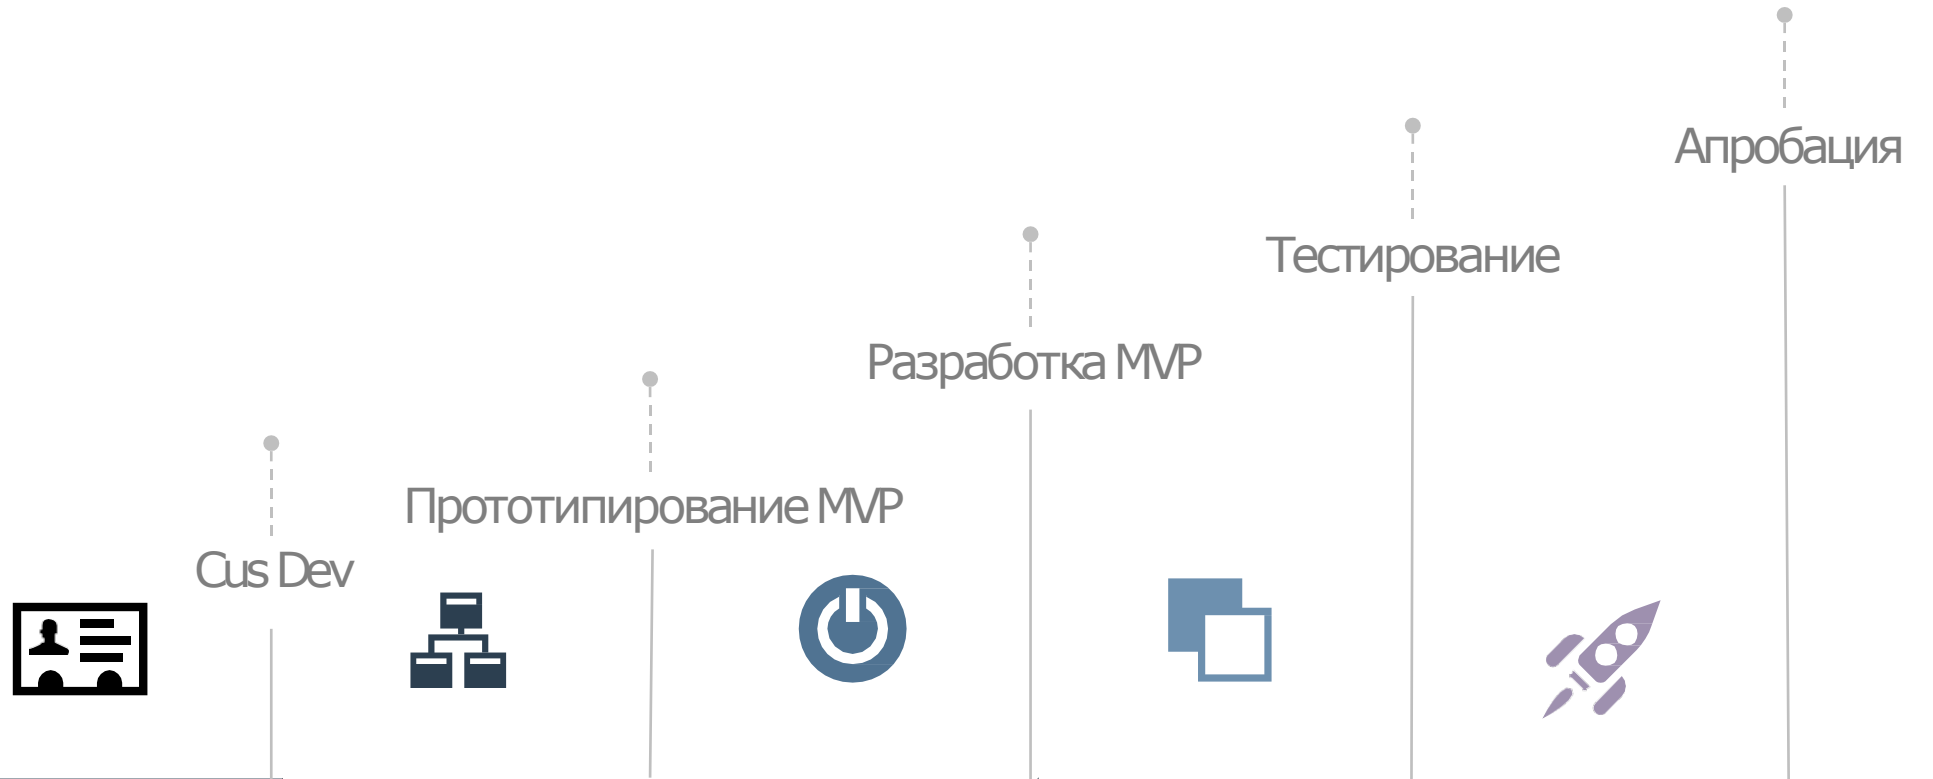 Cus Dev
Прототипирование MVP
Разработка MVP
Тестирование
Апробация